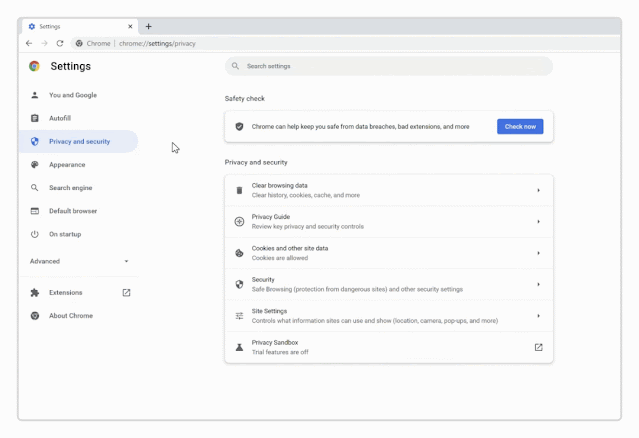 Settings
Chrome | chrome://settings/privacy
Settings
Search settings
You and Google
Autofill
Privacy and security
Appearance
Search engine
Default browser
On startup
Advanced
Extensions
About Chrome
Safety check
Chrome can help keep you safe from data breaches, bad extensions, and more
Check now
Privacy and security
Clear browsing data
Clear history, cookies, cache, and more
Privacy Guide
Review key privacy and security controls
Cookies and other site data
Cookies are allowed
Security
Safe Browsing (protection from dangerous sites) and other security settings
Site Settings
Controls what information sites can use and show (location, camera, pop-ups, and more)
Privacy Sandbox
Trial features are off